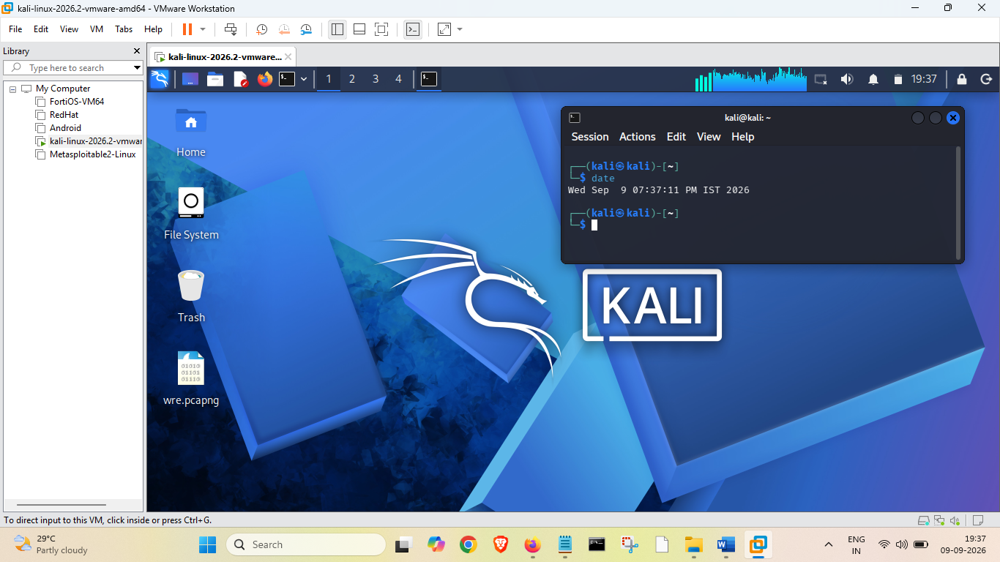 kali-linux-2026.2-vmware-amd64 - VMware Workstation
File Edit View VM Tabs Help
Library
kali-linux-2026.2-vmware...
Type here to search
My Computer
FortiOS-VM64
RedHat
Android
kali-linux-2026.2-vmwar
Metasploitable2-Linux
1 2 3 4
19:37
Home
File System
Trash
01010
01101
01110
wre.pcapng
kali@kali: ~
Session Actions Edit View Help
┌──(kali㉿kali)-[~]
└─$ date
Wed Sep  9 07:37:11 PM IST 2026
┌──(kali㉿kali)-[~]
└─$
KALI
To direct input to this VM, click inside or press Ctrl+G.
29°C
Partly cloudy
Search
ENG
IN
19:37
09-09-2026